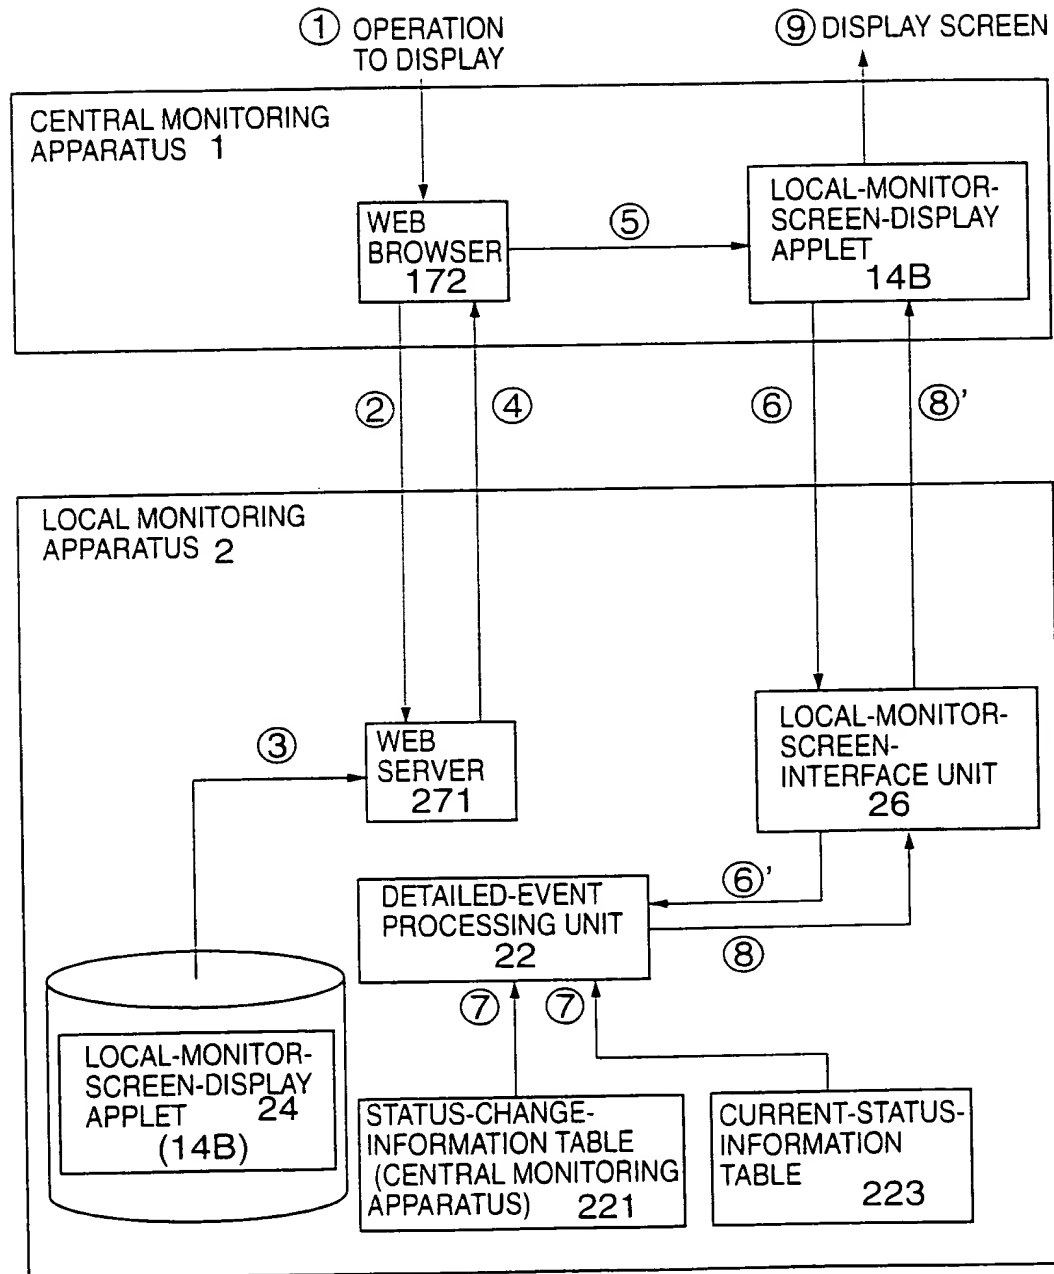 ① OPERATION
TO DISPLAY
⑨ DISPLAY SCREEN
CENTRAL MONITORING
APPARATUS 1
WEB
BROWSER
172
⑤
LOCAL-MONITOR-
SCREEN-DISPLAY
APPLET
14B
②
④
⑥
⑧'
LOCAL MONITORING
APPARATUS 2
③
WEB
SERVER
271
LOCAL-MONITOR-
SCREEN-
INTERFACE UNIT
26
⑥'
DETAILED-EVENT
PROCESSING UNIT
22
⑧
⑦
⑦
LOCAL-MONITOR-
SCREEN-DISPLAY
APPLET 24
(14B)
STATUS-CHANGE-
INFORMATION TABLE
(CENTRAL MONITORING
APPARATUS) 221
CURRENT-STATUS-
INFORMATION
TABLE
223